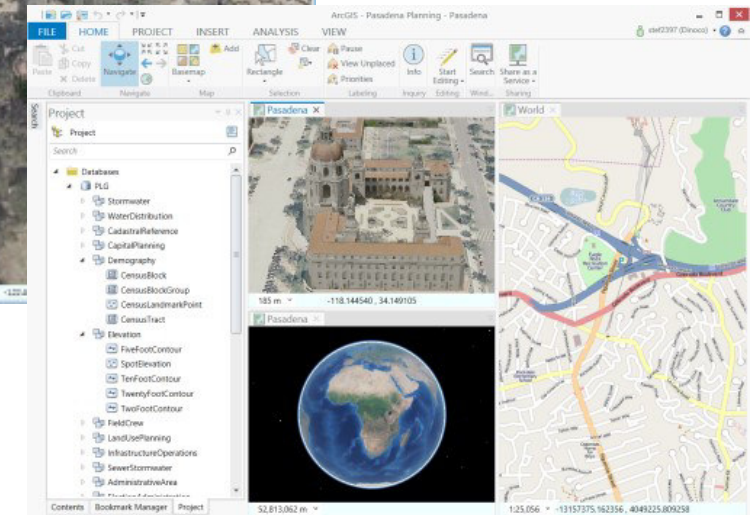 ArcGIS - Pasadena Planning - Pasadena
FILE HOME PROJECT INSERT ANALYSIS VIEW
stef2397 (Dinoco)
Paste
Cut
Copy
Delete
Clipboard
Navigate
Navigate
Basemap
Add
Map
Rectangle
Clear
Selection
Pause
View Unplaced
Priorities
Labeling
Info
Inquiry
Start
Editing
Editing
Search
Wind...
Share as a
Service
Sharing
Search
Project
Project
Search
Databases
PLG
Stormwater
WaterDistribution
CadastralReference
CapitalPlanning
Demography
CensusBlock
CensusBlockGroup
CensusLandmarkPoint
CensusTract
Elevation
FiveFootContour
SpotElevation
TenFootContour
TwentyFootContour
TwoFootContour
FieldCrew
LandUsePlanning
InfrastructureOperations
SewerStormwater
AdministrativeArea
Contents Bookmark Manager Project
Pasadena
185 m -118.144540 , 34.149105
Pasadena
52,813,062 m
World
1:25,056 -13157375.162356 , 4049225.809258